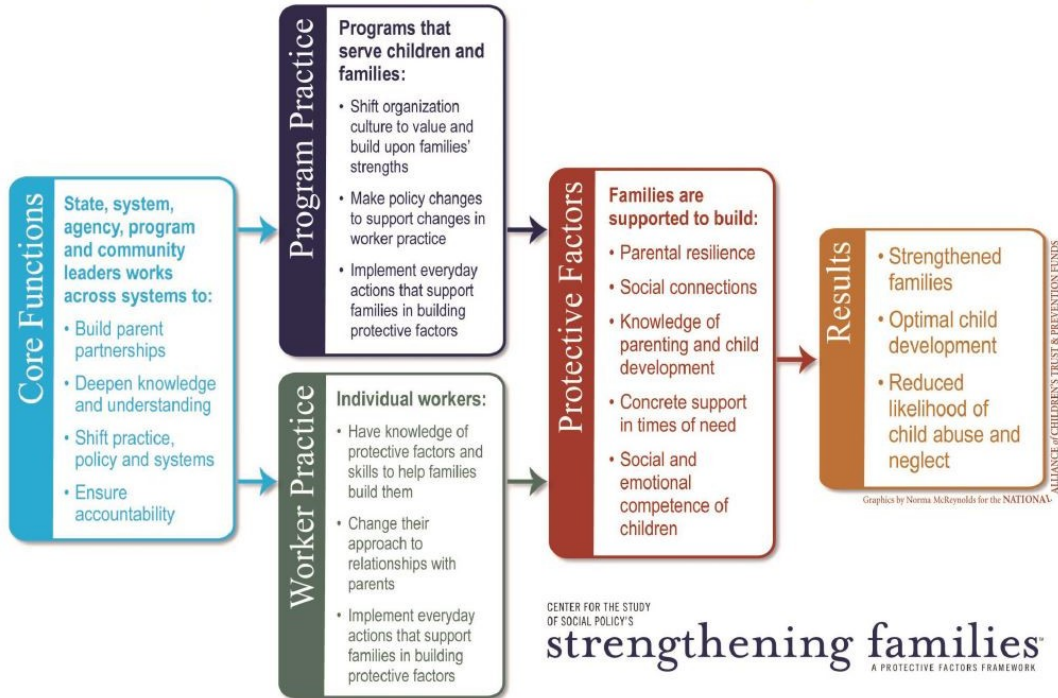 Core Functions
State, system,
agency, program
and community
leaders works
across systems to:
• Build parent
partnerships
• Deepen knowledge
and understanding
• Shift practice,
policy and systems
• Ensure
accountability
Program Practice
Programs that
serve children and
families:
• Shift organization
culture to value and
build upon families’
strengths
• Make policy changes
to support changes in
worker practice
• Implement everyday
actions that support
families in building
protective factors
Worker Practice
Individual workers:
• Have knowledge of
protective factors and
skills to help families
build them
• Change their
approach to
relationships with
parents
• Implement everyday
actions that support
families in building
protective factors
Protective Factors
Families are
supported to build:
• Parental resilience
• Social connections
• Knowledge of
parenting and child
development
• Concrete support
in times of need
• Social and
emotional
competence of
children
Results
• Strengthened
families
• Optimal child
development
• Reduced
likelihood of
child abuse and
neglect
Graphics by Norma McReynolds for the NATIONAL
ALLIANCE of CHILDREN'S TRUST & PREVENTION FUNDS
CENTER FOR THE STUDY
OF SOCIAL POLICY'S
strengthening families™
A PROTECTIVE FACTORS FRAMEWORK